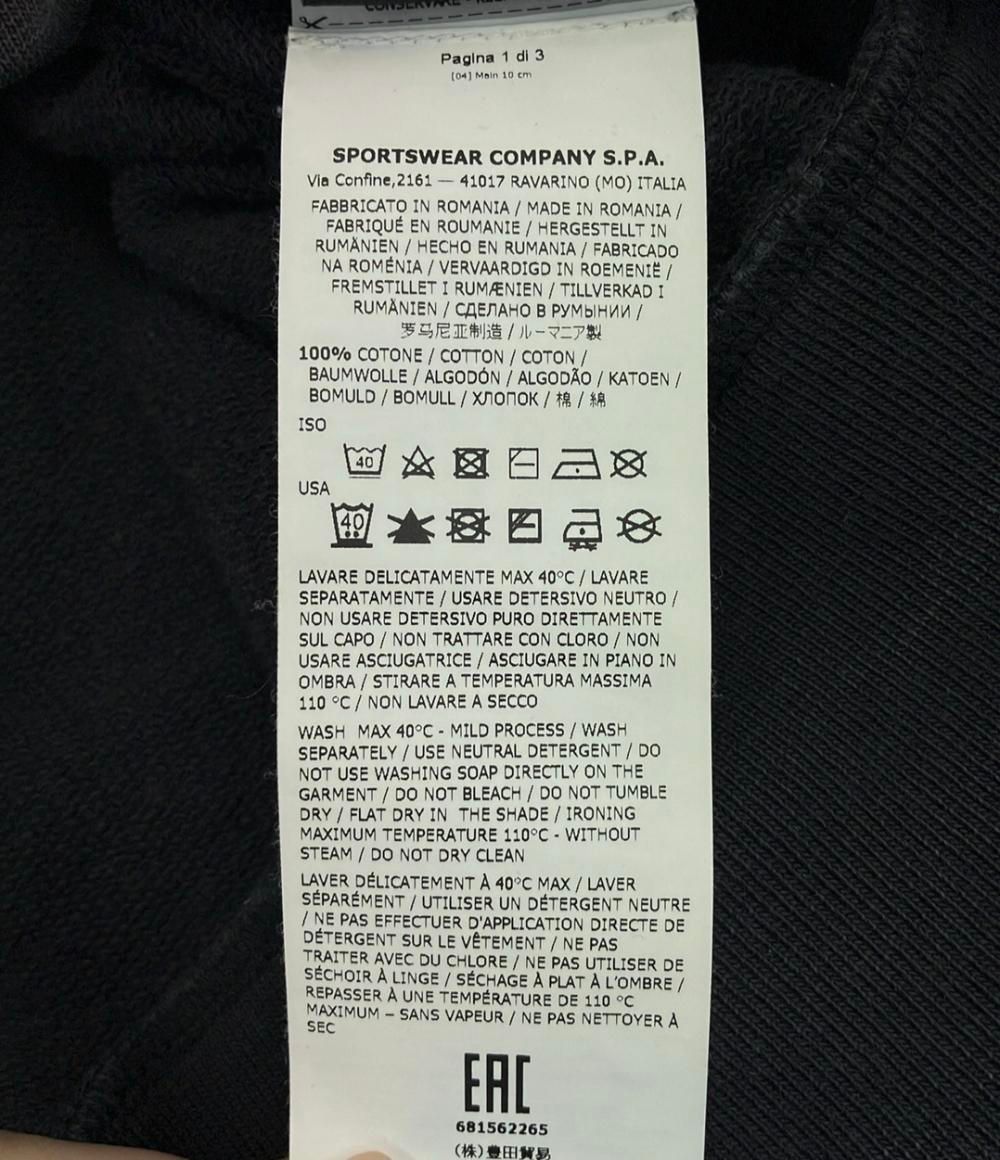 CONSERVARE
Pagina 1 di 3
[04] Main 10 cm
SPORTSWEAR COMPANY S.P.A.
Via Confine,2161 — 41017 RAVARINO (MO) ITALIA
FABBRICATO IN ROMANIA / MADE IN ROMANIA /
FABRIQUÉ EN ROUMANIE / HERGESTELLT IN
RUMÄNIEN / HECHO EN RUMANIA / FABRICADO
NA ROMÉNIA / VERVAARDIGD IN ROEMENIË /
FREMSTILLET I RUMÆNIEN / TILLVERKAD I
RUMÄNIEN / СДЕЛАНО В РУМЫНИИ /
罗马尼亚制造 / ルーマニア製
100% COTONE / COTTON / COTON /
BAUMWOLLE / ALGODÓN / ALGODÃO / KATOEN /
BOMULD / BOMULL / ХЛОПОК / 棉 / 綿
ISO
40
USA
40
LAVARE DELICATAMENTE MAX 40°C / LAVARE
SEPARATAMENTE / USARE DETERSIVO NEUTRO /
NON USARE DETERSIVO PURO DIRETTAMENTE
SUL CAPO / NON TRATTARE CON CLORO / NON
USARE ASCIUGATRICE / ASCIUGARE IN PIANO IN
OMBRA / STIRARE A TEMPERATURA MASSIMA
110 °C / NON LAVARE A SECCO
WASH MAX 40°C - MILD PROCESS / WASH
SEPARATELY / USE NEUTRAL DETERGENT / DO
NOT USE WASHING SOAP DIRECTLY ON THE
GARMENT / DO NOT BLEACH / DO NOT TUMBLE
DRY / FLAT DRY IN THE SHADE / IRONING
MAXIMUM TEMPERATURE 110°C - WITHOUT
STEAM / DO NOT DRY CLEAN
LAVER DÉLICATEMENT À 40°C MAX / LAVER
SÉPARÉMENT / UTILISER UN DÉTERGENT NEUTRE
/ NE PAS EFFECTUER D'APPLICATION DIRECTE DE
DÉTERGENT SUR LE VÊTEMENT / NE PAS
TRAITER AVEC DU CHLORE / NE PAS UTILISER DE
SÉCHOIR À LINGE / SÉCHAGE À PLAT À L'OMBRE /
REPASSER À UNE TEMPÉRATURE DE 110 °C
MAXIMUM – SANS VAPEUR / NE PAS NETTOYER À
SEC
EAC
681562265
(株)豊田貿易